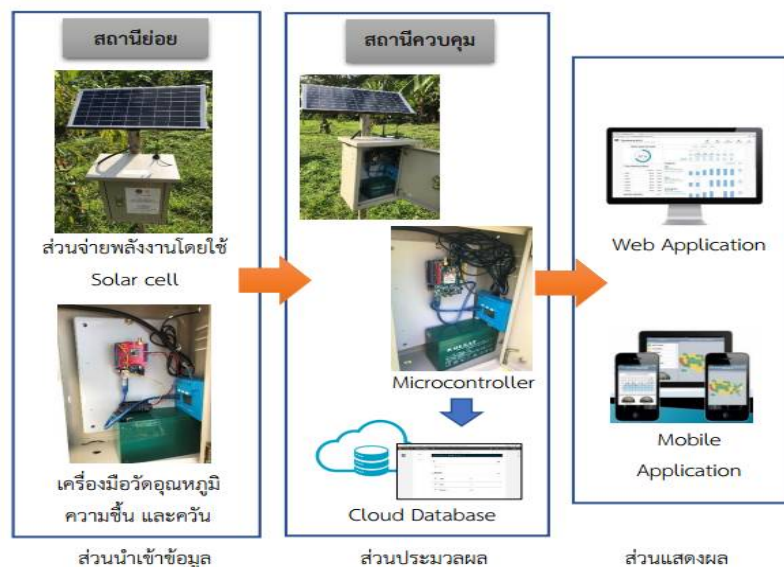 สถานีย่อย
ส่วนจ่ายพลังงานโดยใช้
Solar cell
เครื่องมือวัดอุณหภูมิ
ความชื้น และควัน
ส่วนนำเข้าข้อมูล
สถานีควบคุม
Microcontroller
Cloud Database
ส่วนประมวลผล
Web Application
Mobile
Application
ส่วนแสดงผล